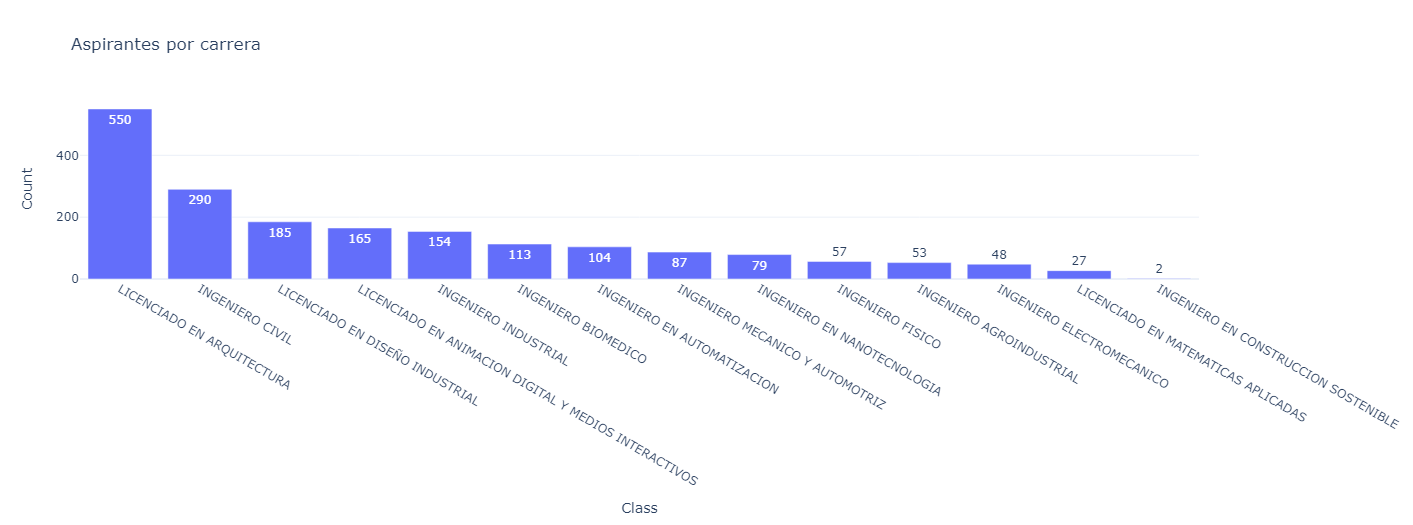 Aspirantes por carrera
Count
400
200
0
550
290
185
165
154
113
104
87
79
57
53
48
27
2
LICENCIADO EN ARQUITECTURA
INGENIERO CIVIL
LICENCIADO EN DISEÑO INDUSTRIAL
LICENCIADO EN ANIMACION DIGITAL Y MEDIOS INTERACTIVOS
INGENIERO INDUSTRIAL
INGENIERO BIOMEDICO
INGENIERO EN AUTOMATIZACION
INGENIERO MECANICO Y AUTOMOTRIZ
INGENIERO EN NANOTECNOLOGIA
INGENIERO FISICO
INGENIERO AGROINDUSTRIAL
INGENIERO ELECTROMECANICO
LICENCIADO EN MATEMATICAS APLICADAS
INGENIERO EN CONSTRUCCION SOSTENIBLE
Class